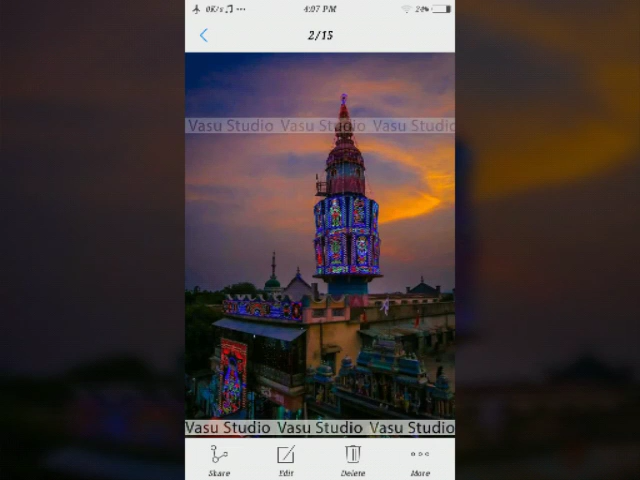 0K/s ••• 4:07 PM 24%
2/15
Vasu Studio Vasu Studio Vasu Studio
Vasu Studio Vasu Studio Vasu Studio
Share Edit Delete More